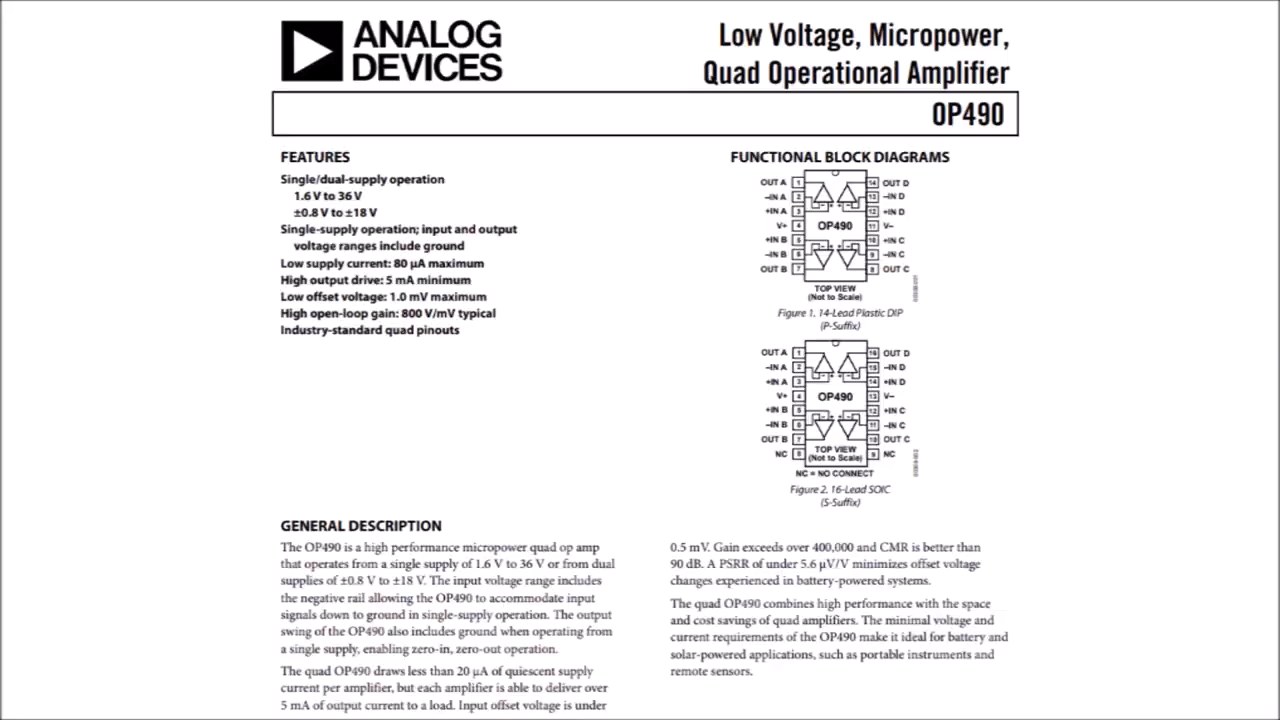 ANALOG
DEVICES
Low Voltage, Micropower,
Quad Operational Amplifier
OP490
FEATURES
Single/dual-supply operation
1.6 V to 36 V
±0.8 V to ±18 V
Single-supply operation; input and output
voltage ranges include ground
Low supply current: 80 μA maximum
High output drive: 5 mA minimum
Low offset voltage: 1.0 mV maximum
High open-loop gain: 800 V/mV typical
Industry-standard quad pinouts
FUNCTIONAL BLOCK DIAGRAMS
OUT A 1 14 OUT D
–IN A 2 13 –IN D
+IN A 3 12 +IN D
V+ 4 OP490 11 V–
+IN B 5 10 +IN C
–IN B 6 9 –IN C
OUT B 7 8 OUT C
TOP VIEW
(Not to Scale)
Figure 1. 14-Lead Plastic DIP
(P-Suffix)
OUT A 1 16 OUT D
–IN A 2 15 –IN D
+IN A 3 14 +IN D
V+ 4 OP490 13 V–
+IN B 5 12 +IN C
–IN B 6 11 –IN C
OUT B 7 10 OUT C
TOP VIEW
NC 8 (Not to Scale) 9 NC
NC = NO CONNECT
Figure 2. 16-Lead SOIC
(S-Suffix)
GENERAL DESCRIPTION
The OP490 is a high performance micropower quad op amp
that operates from a single supply of 1.6 V to 36 V or from dual
supplies of ±0.8 V to ±18 V. The input voltage range includes
the negative rail allowing the OP490 to accommodate input
signals down to ground in single-supply operation. The output
swing of the OP490 also includes ground when operating from
a single supply, enabling zero-in, zero-out operation.
The quad OP490 draws less than 20 μA of quiescent supply
current per amplifier, but each amplifier is able to deliver over
5 mA of output current to a load. Input offset voltage is under
0.5 mV. Gain exceeds over 400,000 and CMR is better than
90 dB. A PSRR of under 5.6 μV/V minimizes offset voltage
changes experienced in battery-powered systems.
The quad OP490 combines high performance with the space
and cost savings of quad amplifiers. The minimal voltage and
current requirements of the OP490 make it ideal for battery and
solar-powered applications, such as portable instruments and
remote sensors.